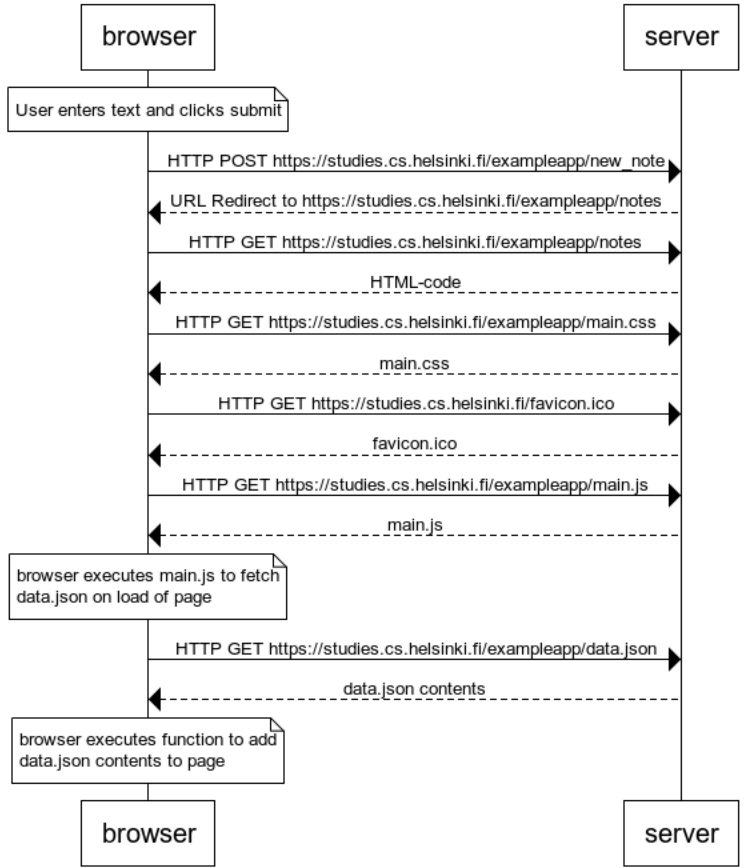 browser
server
User enters text and clicks submit
HTTP POST https://studies.cs.helsinki.fi/exampleapp/new_note
URL Redirect to https://studies.cs.helsinki.fi/exampleapp/notes
HTTP GET https://studies.cs.helsinki.fi/exampleapp/notes
HTML-code
HTTP GET https://studies.cs.helsinki.fi/exampleapp/main.css
main.css
HTTP GET https://studies.cs.helsinki.fi/favicon.ico
favicon.ico
HTTP GET https://studies.cs.helsinki.fi/exampleapp/main.js
main.js
browser executes main.js to fetch
data.json on load of page
HTTP GET https://studies.cs.helsinki.fi/exampleapp/data.json
data.json contents
browser executes function to add
data.json contents to page
browser
server